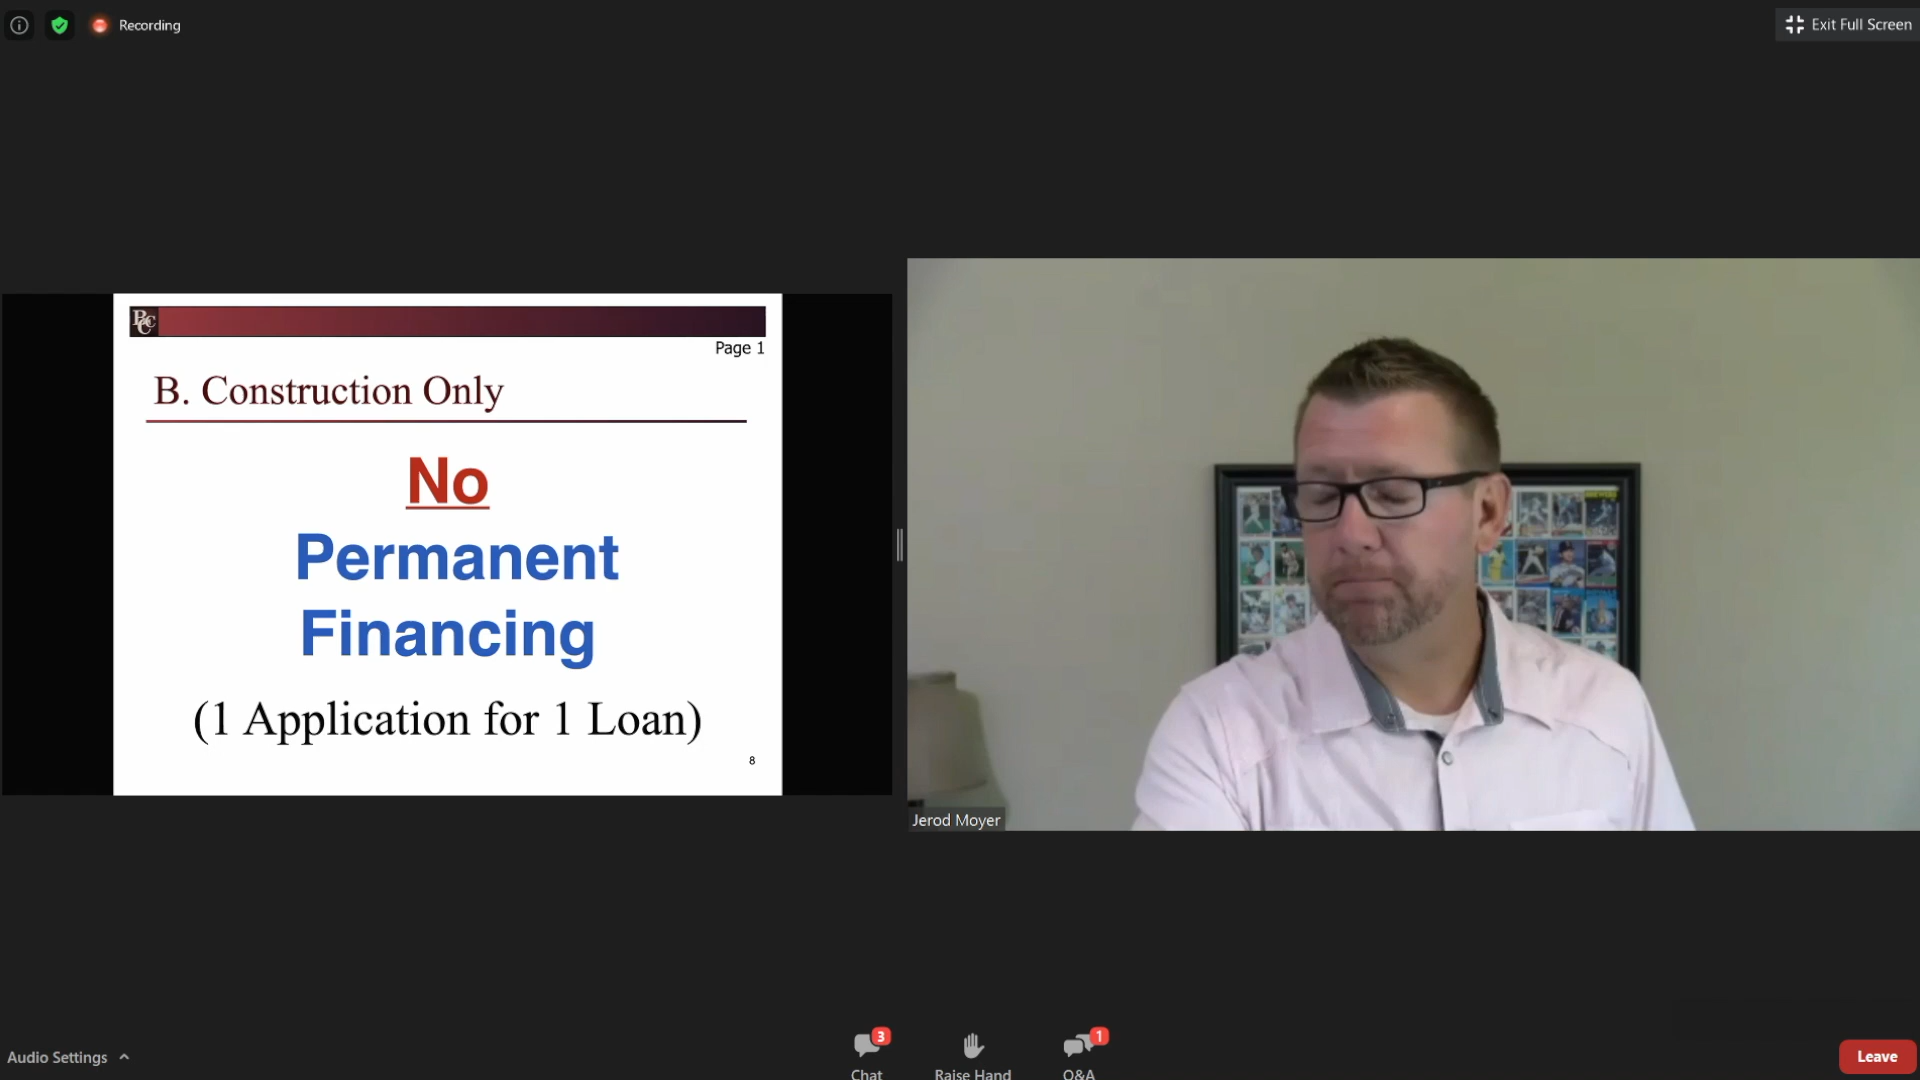 Recording
Exit Full Screen
BCC
Page 1
B. Construction Only
No
Permanent
Financing
(1 Application for 1 Loan)
8
Jerod Moyer
Audio Settings
3
Chat
Raise Hand
1
Q&A
Leave